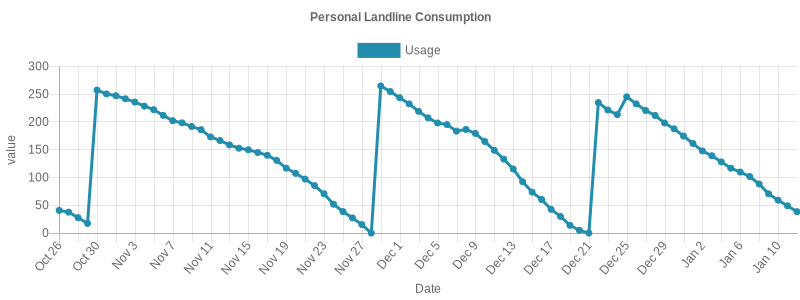 Personal Landline Consumption
Usage
300
250
200
150
100
50
0
value
Oct 26
Oct 30
Nov 3
Nov 7
Nov 11
Nov 15
Nov 19
Nov 23
Nov 27
Dec 1
Dec 5
Dec 9
Dec 13
Dec 17
Dec 21
Dec 25
Dec 29
Jan 2
Jan 6
Jan 10
Date